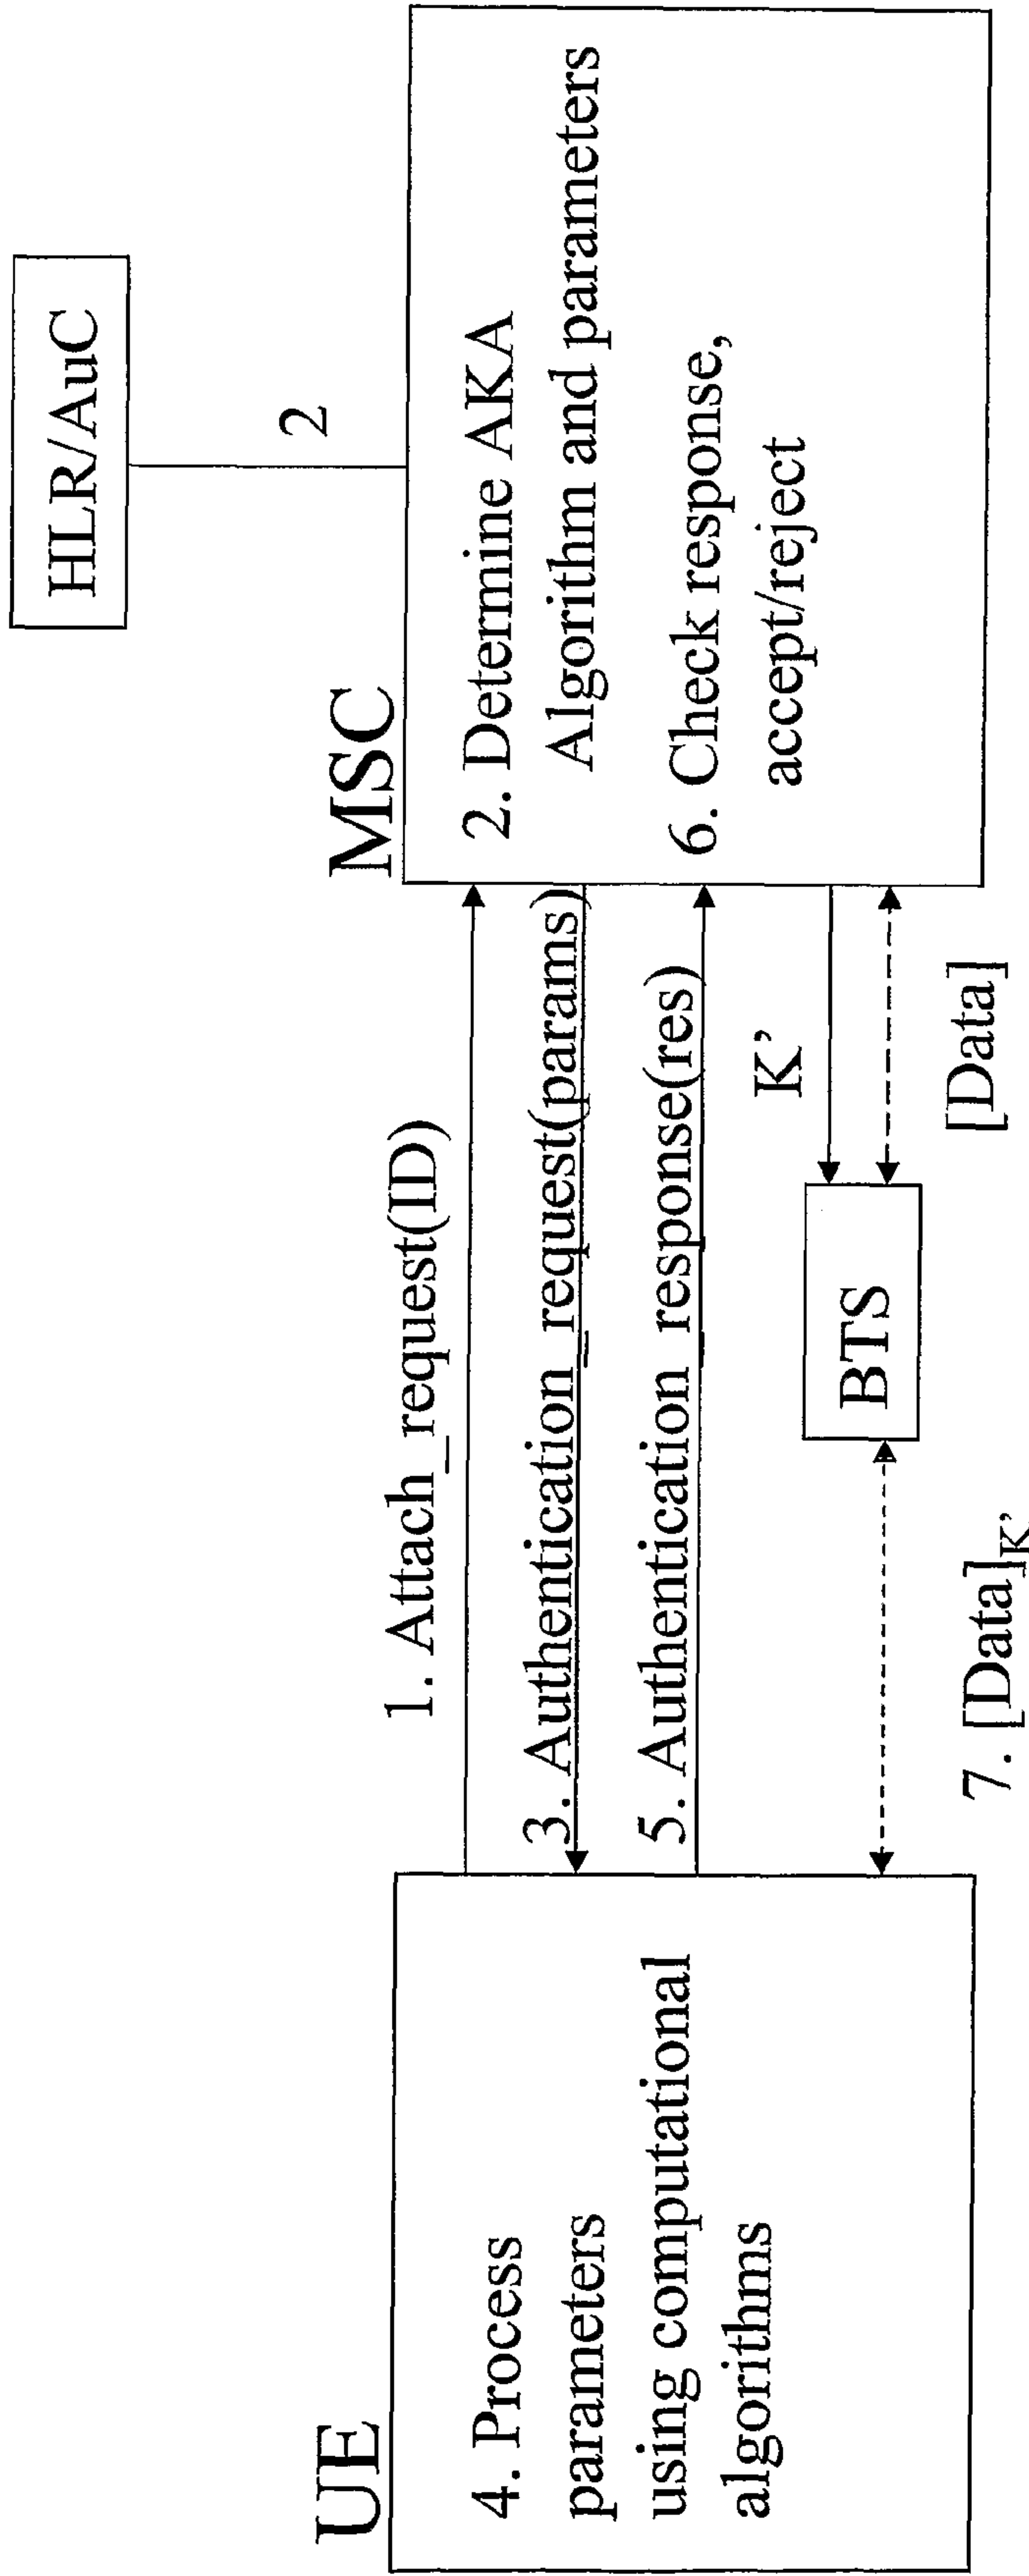 HLR/AuC
2
UE
MSC
1. Attach_request(ID)
2. Determine AKA
Algorithm and parameters
3. Authentication_request(params)
4. Process
parameters
using computational
algorithms
5. Authentication_response(res)
6. Check response,
accept/reject
K’
BTS
7. [Data]K’
[Data]